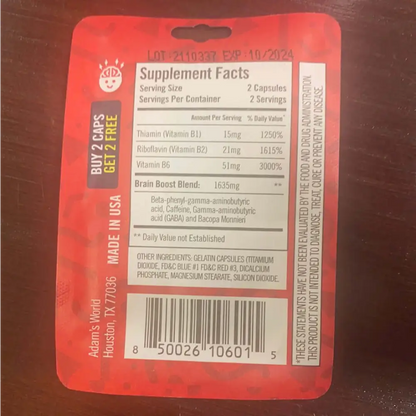 LOT: 2110337 EXP: 10/2024
Supplement Facts
Serving Size 2 Capsules
Servings Per Container 2 Servings
Amount Per Serving % Daily Value*
Thiamin (Vitamin B1) 15mg 1250%
Riboflavin (Vitamin B2) 21mg 1615%
Vitamin B6 51mg 3000%
Brain Boost Blend: 1635mg **
Beta-phenyl-gamma-aminobutyric
acid, Caffeine, Gamma-aminobutyric
acid (GABA) and Bacopa Monnieri
** Daily Value not Established
OTHER INGREDIENTS: GELATIN CAPSULES (TITAMIUM
DIOXIDE, FD&C BLUE #1 FD&C RED #3, DICALCIUM
PHOSPHATE, MAGNESIUM STEARATE, SILICON DIOXIDE.
BUY 2 CAPS
GET 2 FREE
MADE IN USA
Adam's World
Houston, TX 77036
*THESE STATEMENTS HAVE NOT BEEN EVALUATED BY THE FOOD AND DRUG ADMINISTRATION.
THIS PRODUCT IS NOT INTENDED TO DIAGNOSE, TREAT, CURE OR PREVENT ANY DISEASE.
8 50026 10601 5